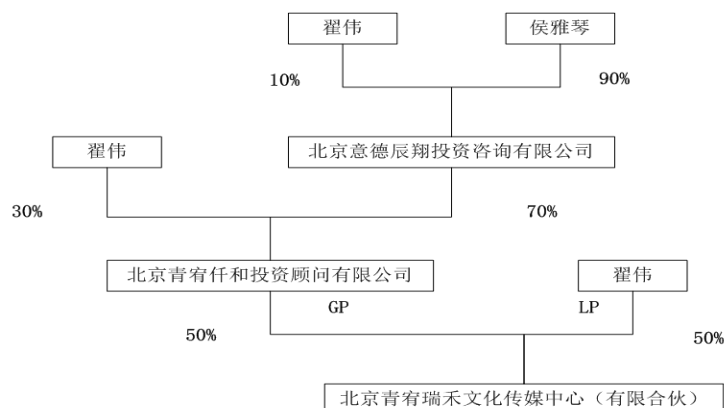 翟伟 侯雅琴
10% 90%
翟伟 北京意德辰翔投资咨询有限公司
30% 70%
北京青宥仟和投资顾问有限公司 翟伟
GP LP
50% 50%
北京青宥瑞禾文化传媒中心（有限合伙）